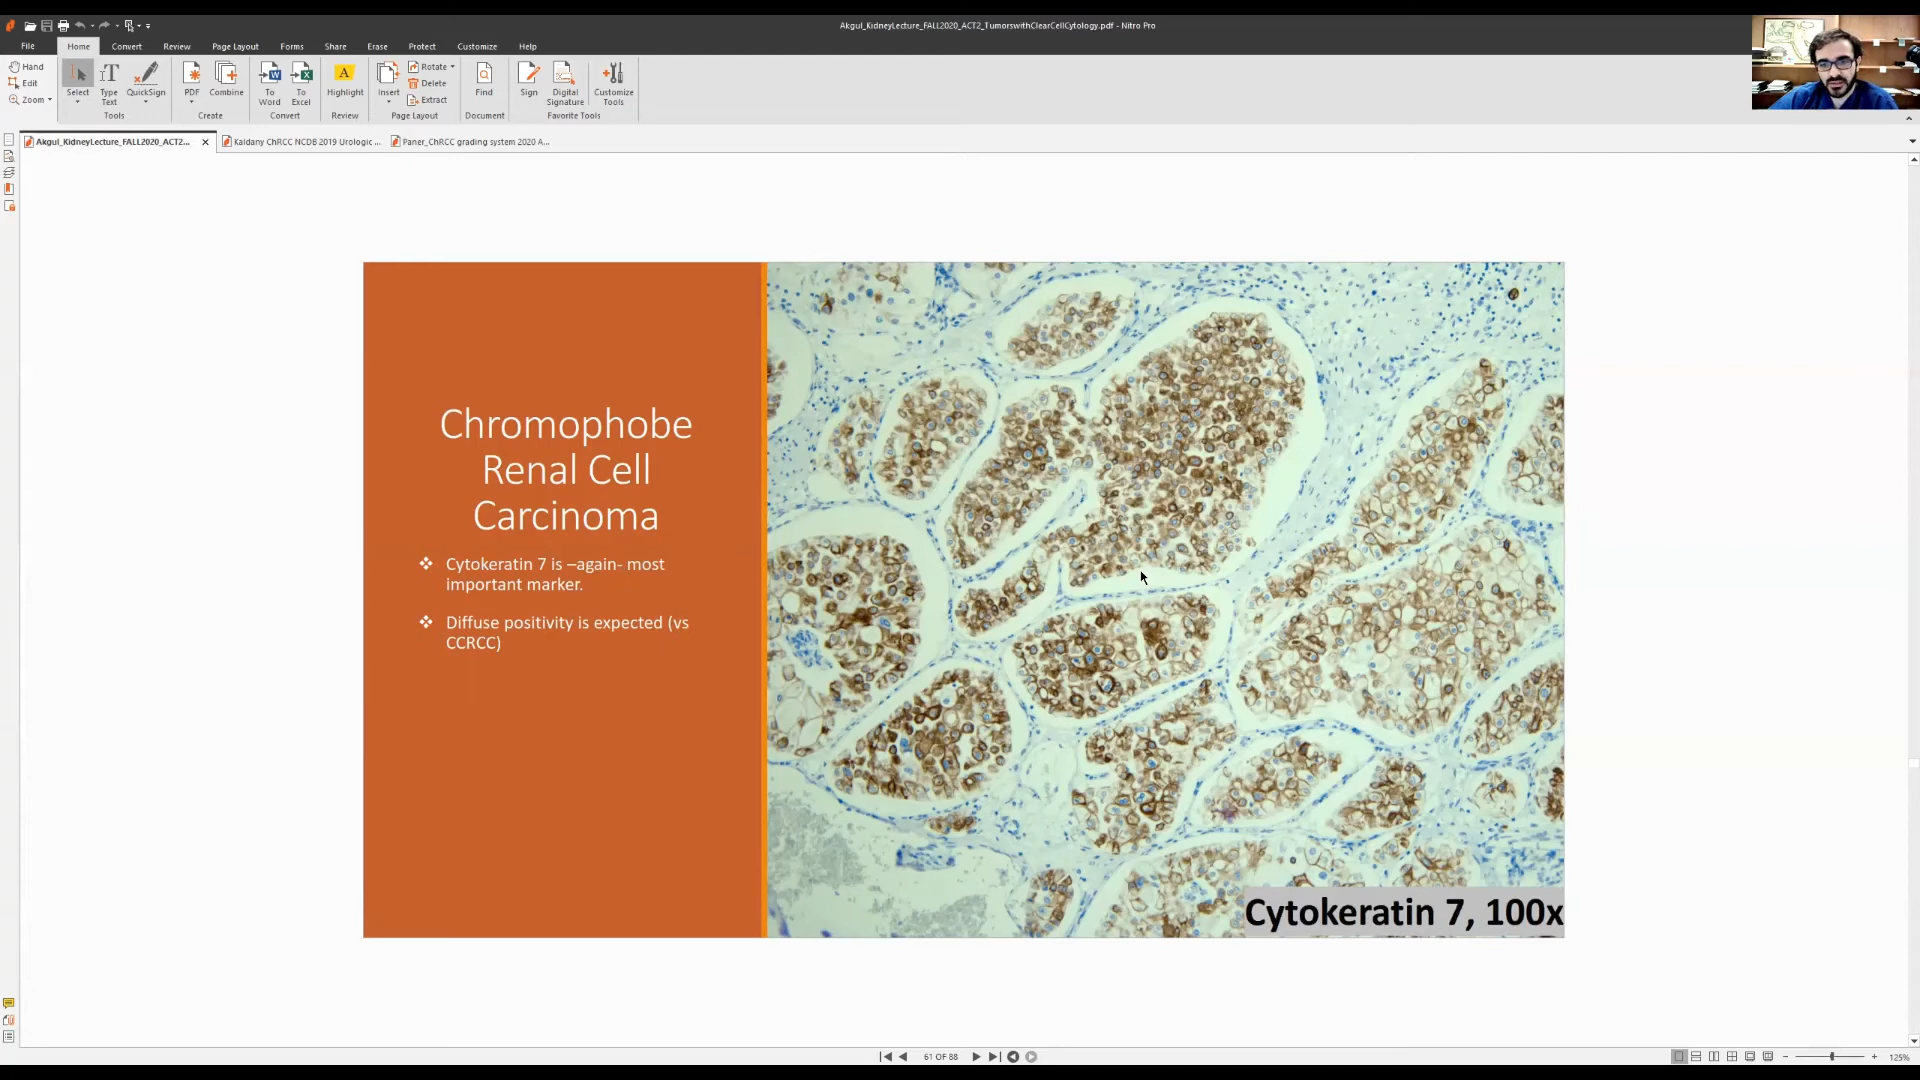 Akgul_KidneyLecture_FALL2020_ACT2_TumorswithClearCellCytology.pdf - Nitro Pro
File Home Convert Review Page Layout Forms Share Erase Protect Customize Help
Hand
Edit
Zoom
Select
Type Text
QuickSign
Tools
PDF
Combine
Create
To Word
To Excel
Convert
Highlight
Review
Insert
Rotate
Delete
Extract
Page Layout
Find
Document
Sign
Digital Signature
Customize Tools
Favorite Tools
Akgul_KidneyLecture_FALL2020_ACT2... Kaldany ChRCC NCDB 2019 Urologic ... Paner_ChRCC grading system 2020 A...
Chromophobe
Renal Cell
Carcinoma
❖ Cytokeratin 7 is –again- most
important marker.
❖ Diffuse positivity is expected (vs
CCRCC)
Cytokeratin 7, 100x
61 OF 88
125%